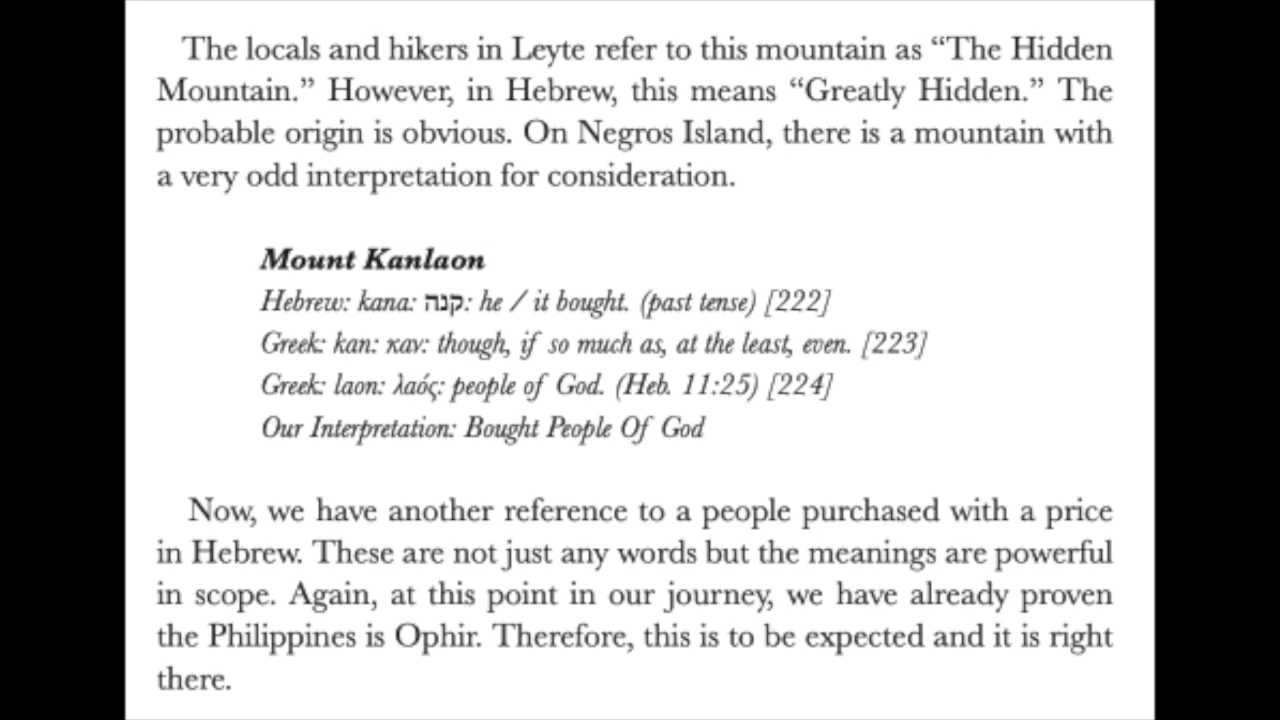 The locals and hikers in Leyte refer to this mountain as “The Hidden
Mountain.” However, in Hebrew, this means “Greatly Hidden.” The
probable origin is obvious. On Negros Island, there is a mountain with
a very odd interpretation for consideration.
Mount Kanlaon
Hebrew: kana: קנה: he / it bought. (past tense) [222]
Greek: kan: καν: though, if so much as, at the least, even. [223]
Greek: laon: λαός: people of God. (Heb. 11:25) [224]
Our Interpretation: Bought People Of God
Now, we have another reference to a people purchased with a price
in Hebrew. These are not just any words but the meanings are powerful
in scope. Again, at this point in our journey, we have already proven
the Philippines is Ophir. Therefore, this is to be expected and it is right
there.